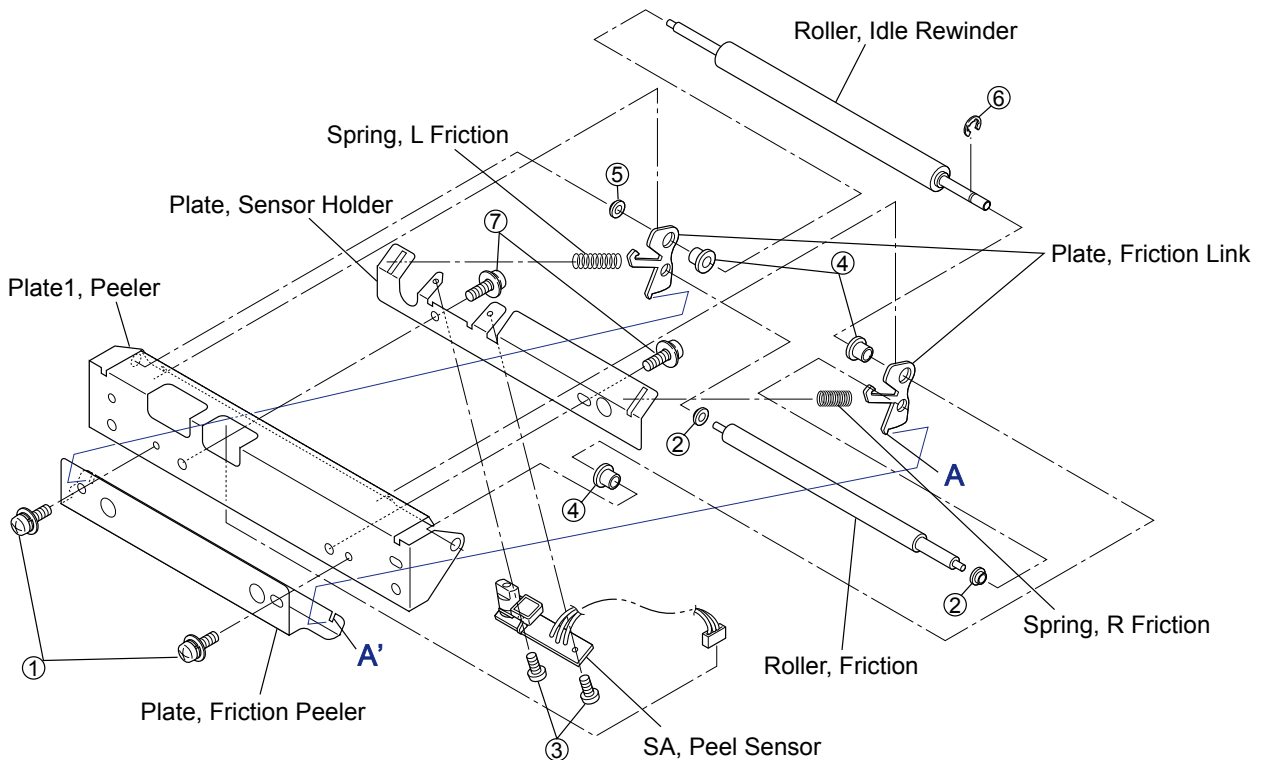 Roller, Idle Rewinder
⑥
Spring, L Friction
⑤
Plate, Sensor Holder
⑦
④
Plate, Friction Link
Plate1, Peeler
②
A
④
②
Spring, R Friction
A'
Roller, Friction
①
Plate, Friction Peeler
③
SA, Peel Sensor